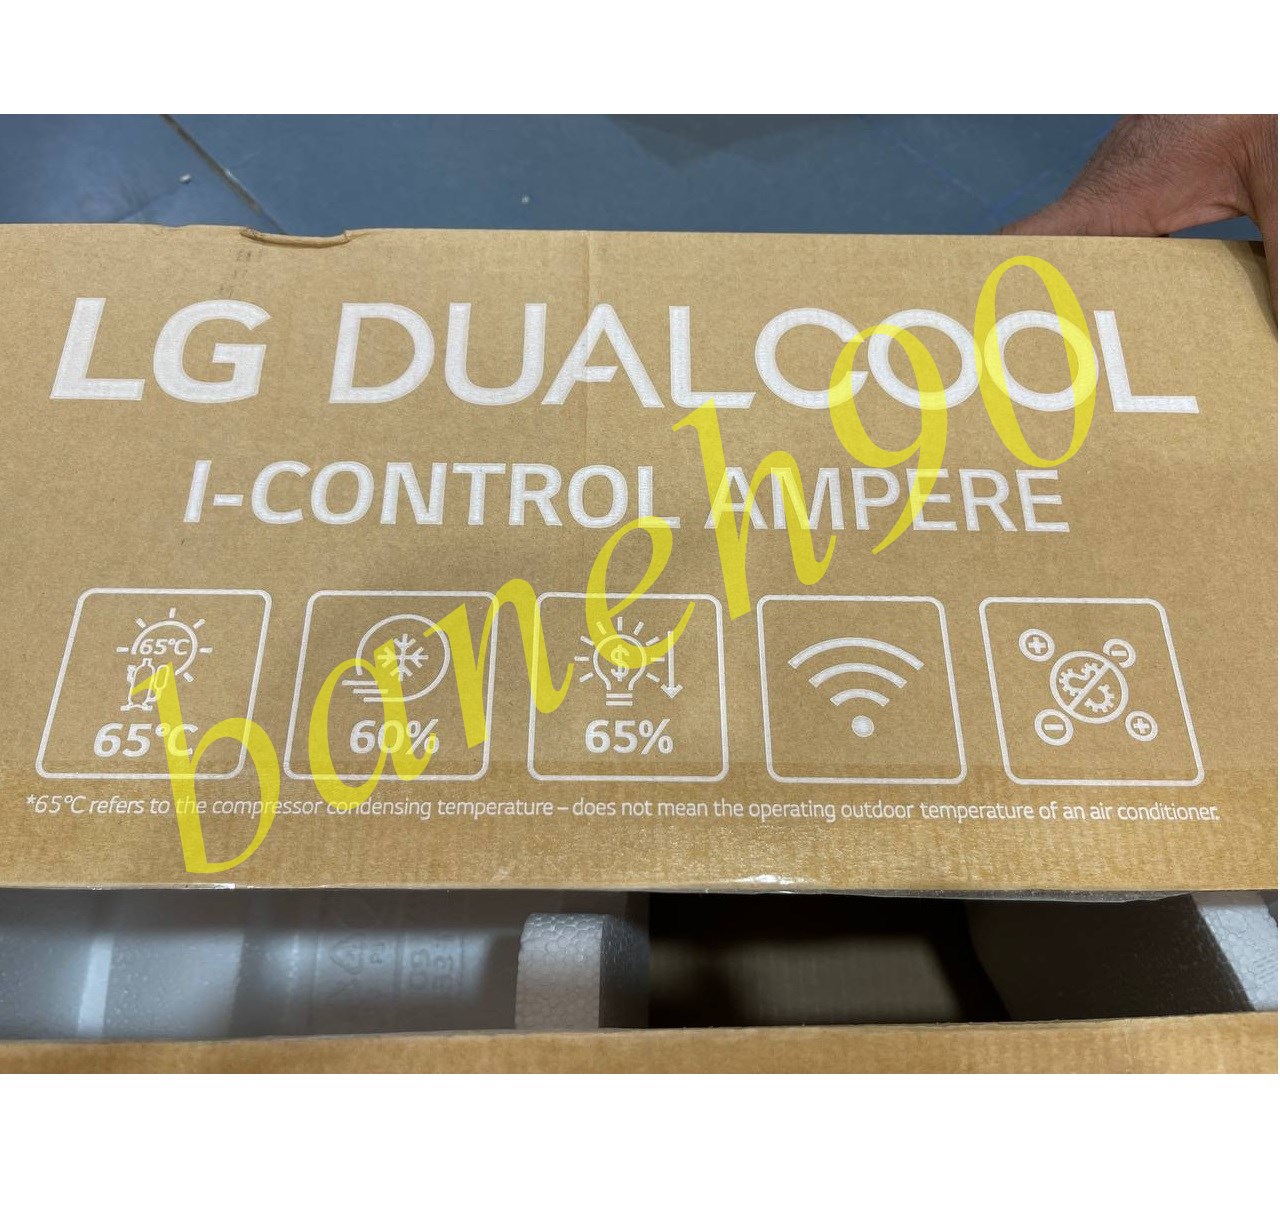 LG DUALCOOL
I-CONTROL AMPERE
65°C
65°C
60%
$
65%
*65°C refers to the compressor condensing temperature – does not mean the operating outdoor temperature of an air conditioner.
baneh90